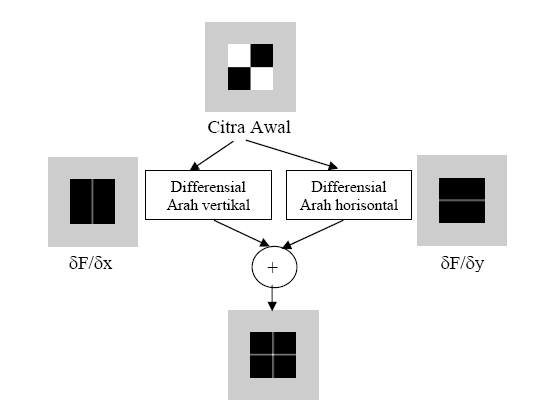 Citra Awal
Differensial
Arah vertikal
Differensial
Arah horisontal
δF/δx
δF/δy
+